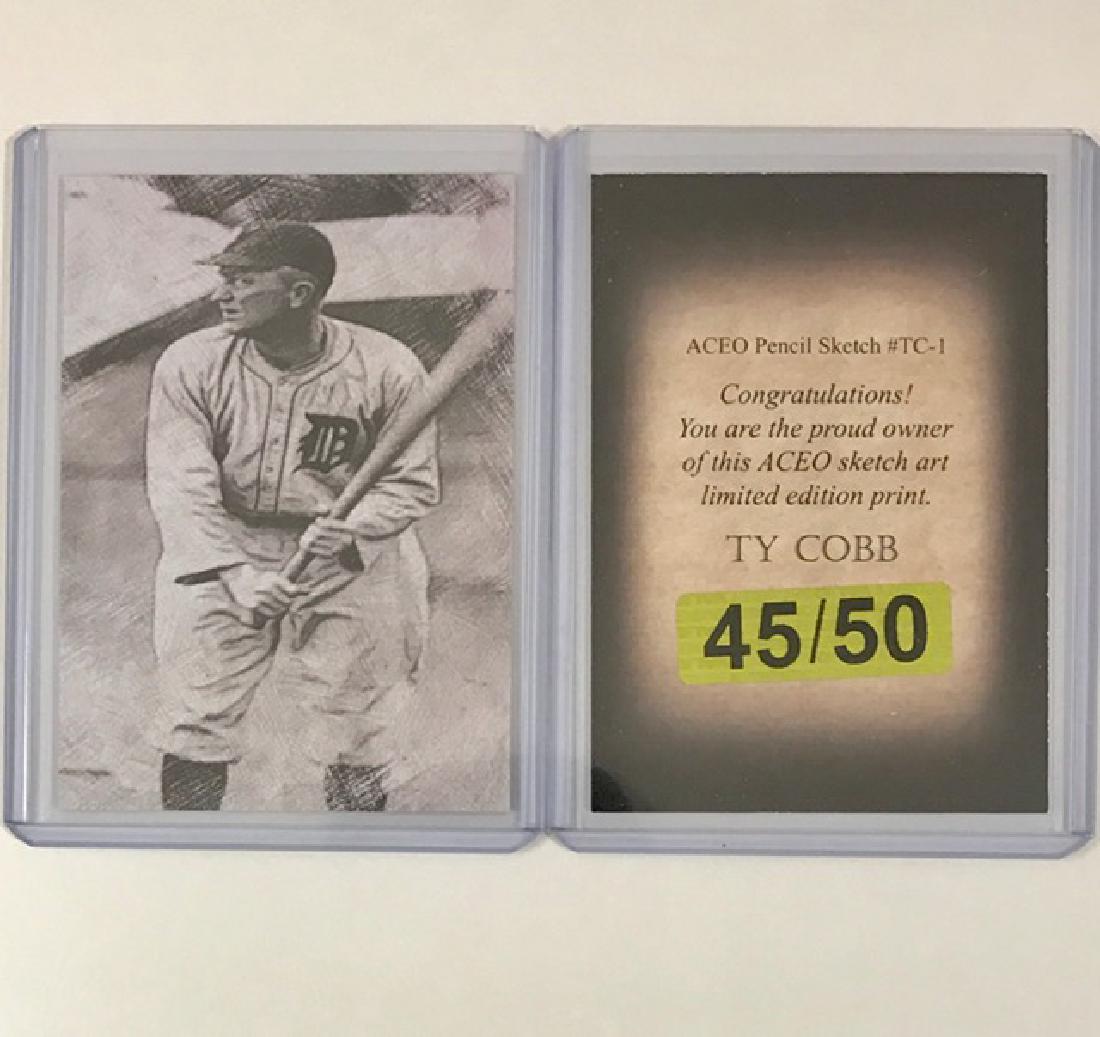 D
ACEO Pencil Sketch #TC-1
Congratulations!
You are the proud owner
of this ACEO sketch art
limited edition print.
TY COBB
45/50